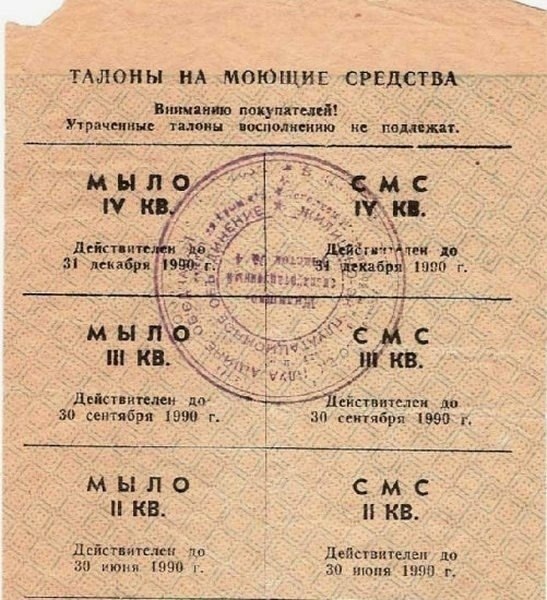 ТАЛОНЫ НА МОЮЩИЕ СРЕДСТВА
Вниманию покупателей!
Утраченные талоны восполнению не подлежат.
МЫЛО
IV КВ.
Действителен до
31 декабря 1990 г.
СМС
IV КВ.
Действителен до
31 декабря 1990 г.
МЫЛО
III КВ.
Действителен до
30 сентября 1990 г.
СМС
III КВ.
Действителен до
30 сентября 1990 г.
МЫЛО
II КВ.
Действителен до
30 июня 1990 г.
СМС
II КВ.
Действителен до
30 июня 1990 г.